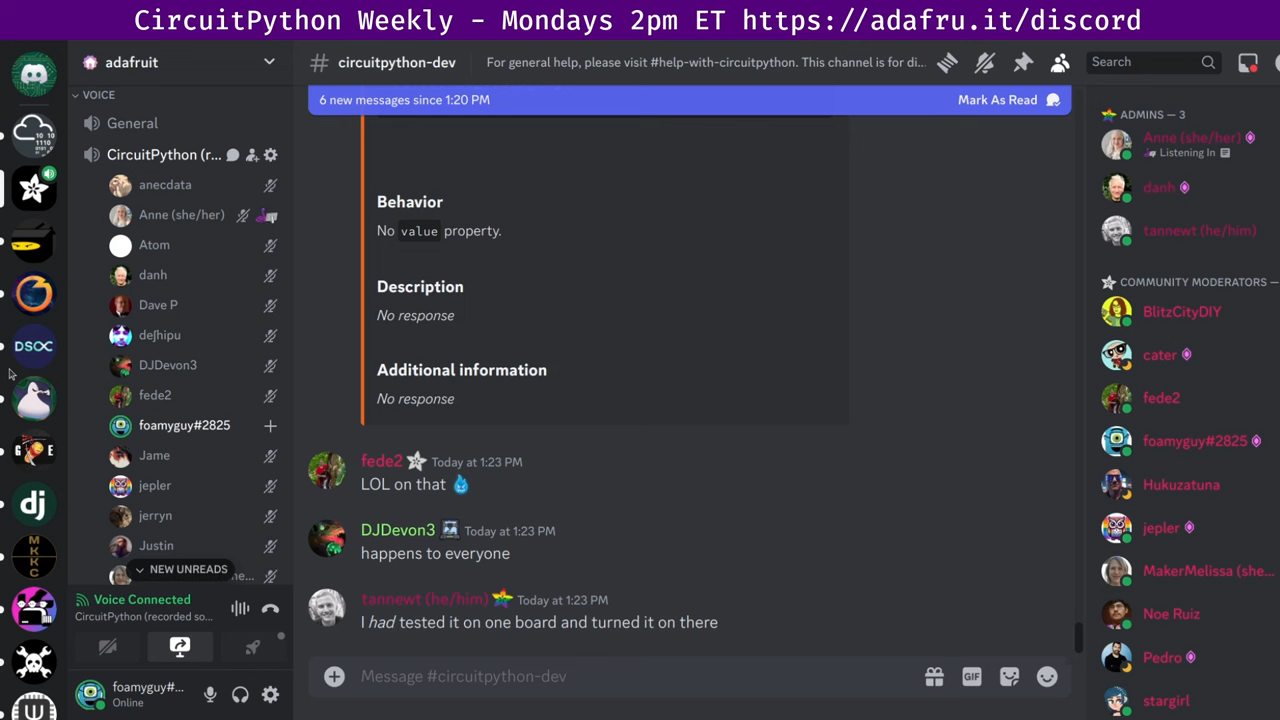 CircuitPython Weekly - Mondays 2pm ET https://adafru.it/discord
adafruit
VOICE
General
CircuitPython (r...
anecdata
Anne (she/her)
Atom
danh
Dave P
deʃhipu
DJDevon3
fede2
foamyguy#2825
Jame
jepler
jerryn
Justin
NEW UNREADS
Voice Connected
CircuitPython (recorded so...
foamyguy#...
Online
DSOC
dj
MK
KC
circuitpython-dev
For general help, please visit #help-with-circuitpython. This channel is for di...
6 new messages since 1:20 PM
Mark As Read
Behavior
No value property.
Description
No response
Additional information
No response
fede2 Today at 1:23 PM
LOL on that
DJDevon3 Today at 1:23 PM
happens to everyone
tannewt (he/him) Today at 1:23 PM
I had tested it on one board and turned it on there
Message #circuitpython-dev
GIF
Search
ADMINS — 3
Anne (she/her)
Listening In
danh
tannewt (he/him)
COMMUNITY MODERATORS —
BlitzCityDIY
cater
fede2
foamyguy#2825
Hukuzatuna
jepler
MakerMelissa (she...
Noe Ruiz
Pedro
stargirl